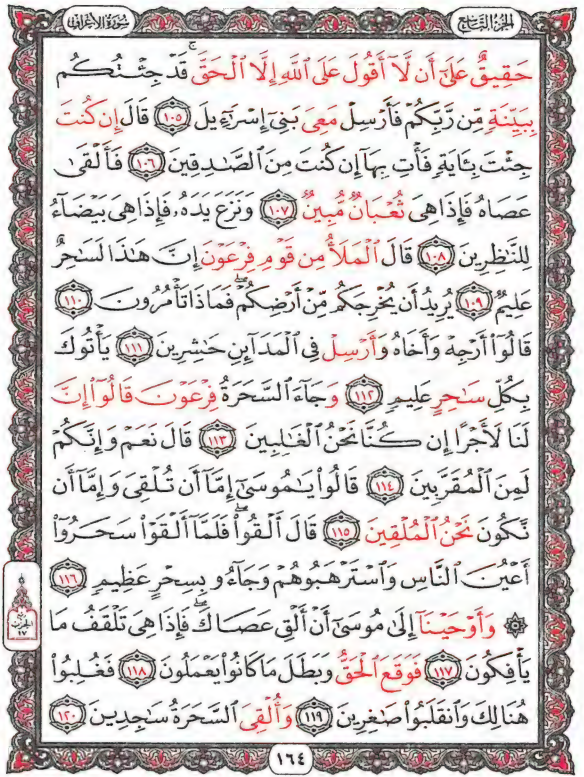 الجزء التاسع
سورة الأعراف
حَقِيقٌ عَلَىٰٓ أَن لَّآ أَقُولَ عَلَى ٱللَّهِ إِلَّا ٱلْحَقَّ ۚ قَدْ جِئْتُكُم
بِبَيِّنَةٍ مِّن رَّبِّكُمْ فَأَرْسِلْ مَعِىَ بَنِىٓ إِسْرَٰٓءِيلَ ١٠٥ قَالَ إِن كُنتَ
جِئْتَ بِـَٔايَةٍ فَأْتِ بِهَآ إِن كُنتَ مِنَ ٱلصَّٰدِقِينَ ١٠٦ فَأَلْقَىٰ
عَصَاهُ فَإِذَا هِىَ ثُعْبَانٌ مُّبِينٌ ١٠٧ وَنَزَعَ يَدَهُۥ فَإِذَا هِىَ بَيْضَآءُ
لِلنَّٰظِرِينَ ١٠٨ قَالَ ٱلْمَلَأُ مِن قَوْمِ فِرْعَوْنَ إِنَّ هَٰذَا لَسَٰحِرٌ
عَلِيمٌ ١٠٩ يُرِيدُ أَن يُخْرِجَكُم مِّنْ أَرْضِكُمْ ۖ فَمَاذَا تَأْمُرُونَ ١١٠
قَالُوٓا۟ أَرْجِهْ وَأَخَاهُ وَأَرْسِلْ فِى ٱلْمَدَآئِنِ حَٰشِرِينَ ١١١ يَأْتُوكَ
بِكُلِّ سَٰحِرٍ عَلِيمٍ ١١٢ وَجَآءَ ٱلسَّحَرَةُ فِرْعَوْنَ قَالُوٓا۟ إِنَّ
لَنَا لَأَجْرًا إِن كُنَّا نَحْنُ ٱلْغَٰلِبِينَ ١١٣ قَالَ نَعَمْ وَإِنَّكُمْ
لَمِنَ ٱلْمُقَرَّبِينَ ١١٤ قَالُوا۟ يَٰمُوسَىٰٓ إِمَّآ أَن تُلْقِىَ وَإِمَّآ أَن
نَّكُونَ نَحْنُ ٱلْمُلْقِينَ ١١٥ قَالَ أَلْقُوا۟ ۖ فَلَمَّآ أَلْقَوْا۟ سَحَرُوٓا۟
أَعْيُنَ ٱلنَّاسِ وَٱسْتَرْهَبُوهُمْ وَجَآءُو بِسِحْرٍ عَظِيمٍ ١١٦
۞ وَأَوْحَيْنَآ إِلَىٰ مُوسَىٰٓ أَنْ أَلْقِ عَصَاكَ ۖ فَإِذَا هِىَ تَلْقَفُ مَا
يَأْفِكُونَ ١١٧ فَوَقَعَ ٱلْحَقُّ وَبَطَلَ مَا كَانُوا۟ يَعْمَلُونَ ١١٨ فَغُلِبُوا۟
هُنَالِكَ وَٱنقَلَبُوا۟ صَٰغِرِينَ ١١٩ وَأُلْقِىَ ٱلسَّحَرَةُ سَٰجِدِينَ ١٢٠
الحزب
١٧
١٦٤